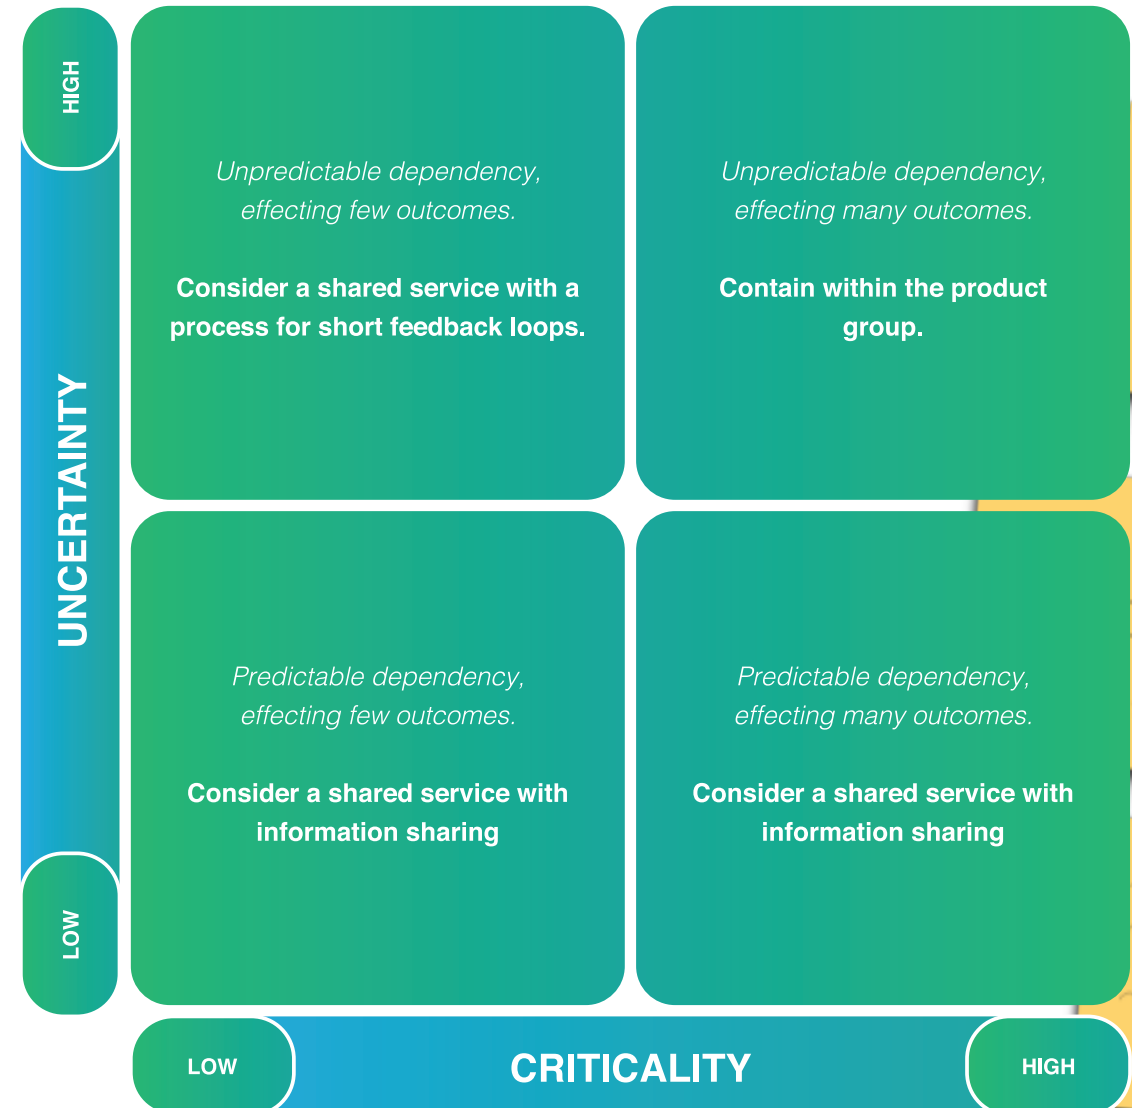 HIGH
Unpredictable dependency,
effecting few outcomes.
Consider a shared service with a
process for short feedback loops.
Unpredictable dependency,
effecting many outcomes.
Contain within the product
group.
UNCERTAINTY
Predictable dependency,
effecting few outcomes.
Consider a shared service with
information sharing
Predictable dependency,
effecting many outcomes.
Consider a shared service with
information sharing
LOW
LOW
CRITICALITY
HIGH